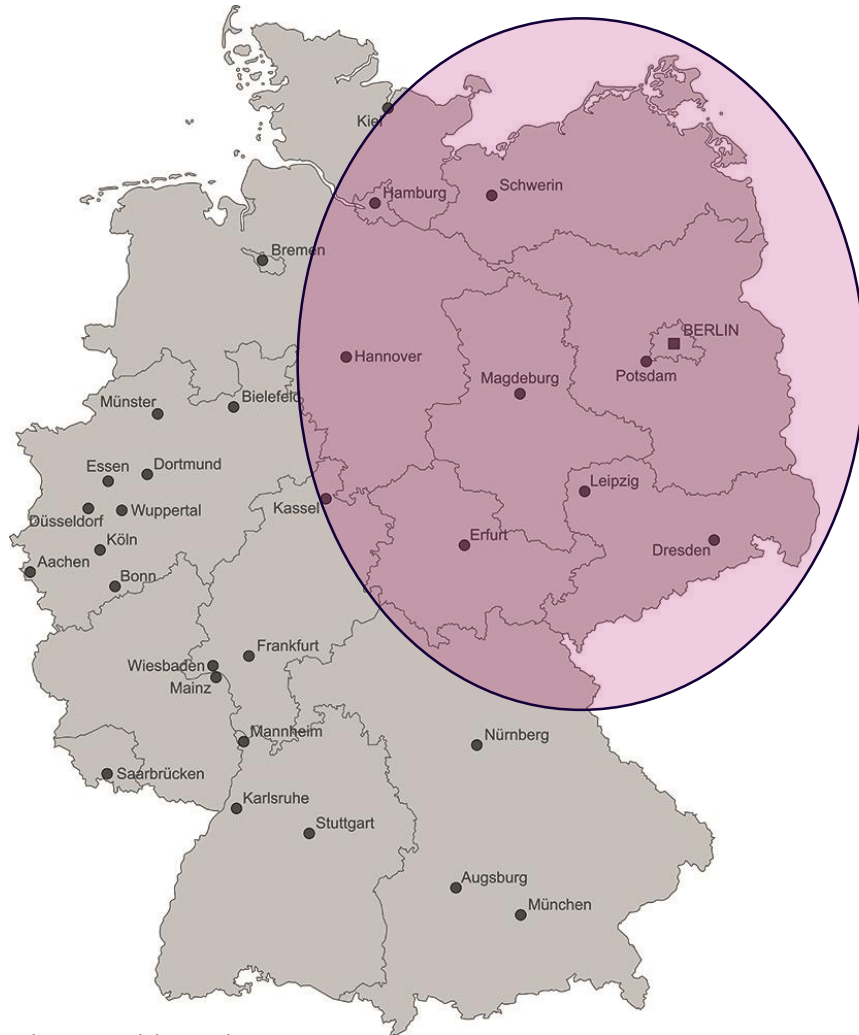 Kiel
Hamburg
Schwerin
Bremen
BERLIN
Hannover
Potsdam
Magdeburg
Münster
Bielefeld
Dortmund
Essen
Leipzig
Kassel
Düsseldorf
Wuppertal
Erfurt
Dresden
Köln
Aachen
Bonn
Frankfurt
Wiesbaden
Mainz
Mannheim
Nürnberg
Saarbrücken
Karlsruhe
Stuttgart
Augsburg
München